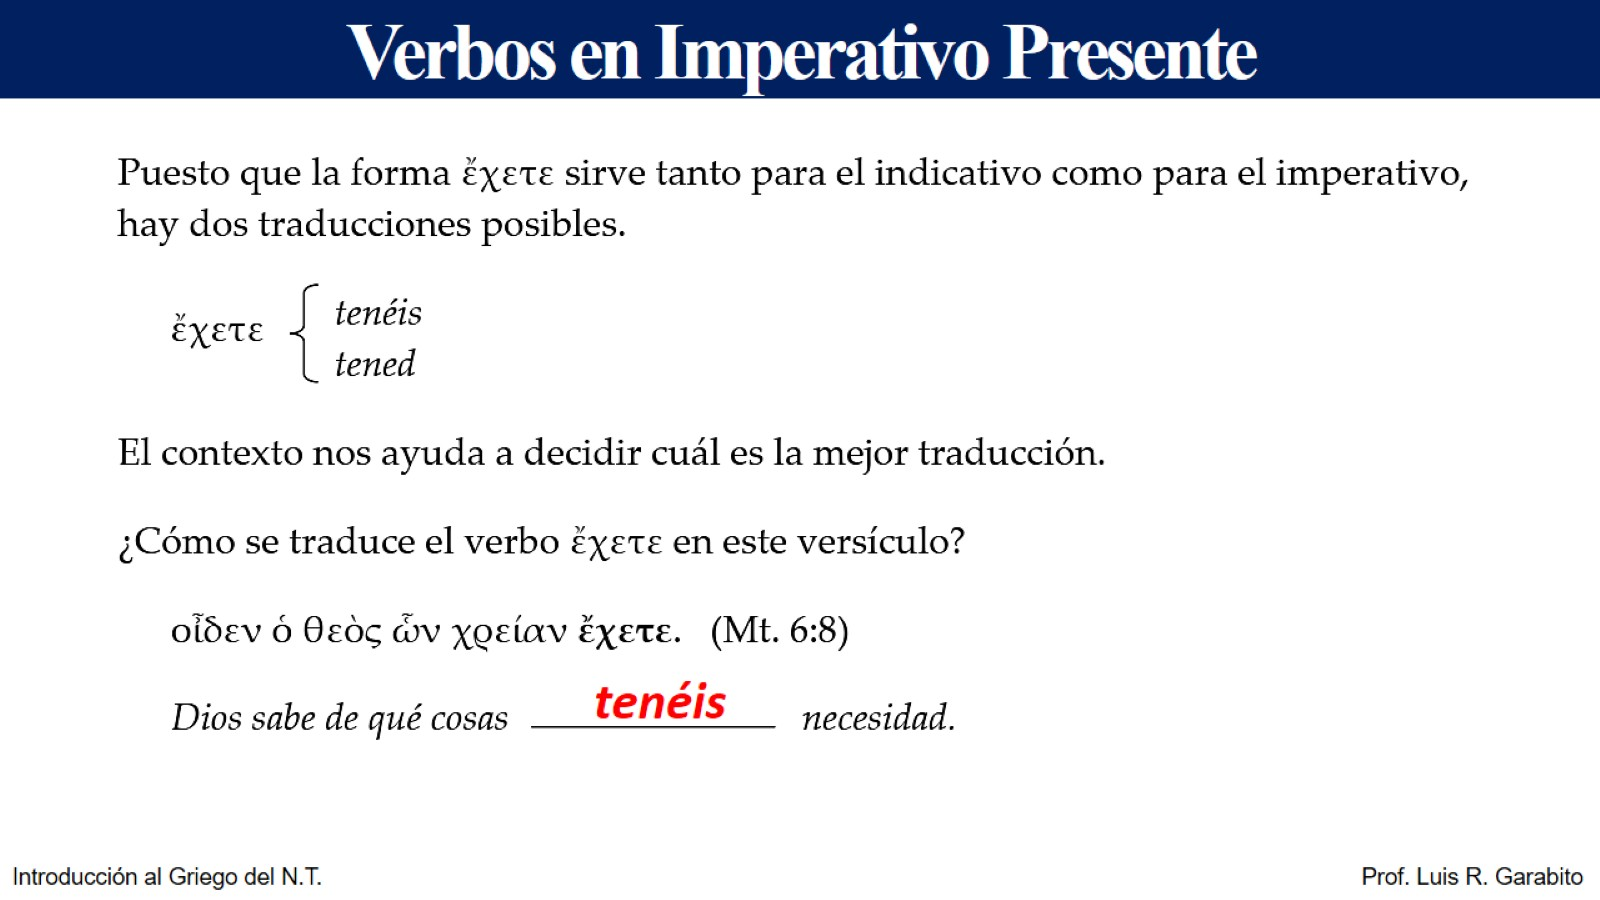 Verbos en Imperativo Presente
Puesto que la forma ἔχετε sirve tanto para el indicativo como para el imperativo,
hay dos traducciones posibles.
ἔχετε { tenéis
tened
El contexto nos ayuda a decidir cuál es la mejor traducción.
¿Cómo se traduce el verbo ἔχετε en este versículo?
οἶδεν ὁ θεὸς ὧν χρείαν ἔχετε. (Mt. 6:8)
Dios sabe de qué cosas tenéis necesidad.
Introducción al Griego del N.T.
Prof. Luis R. Garabito